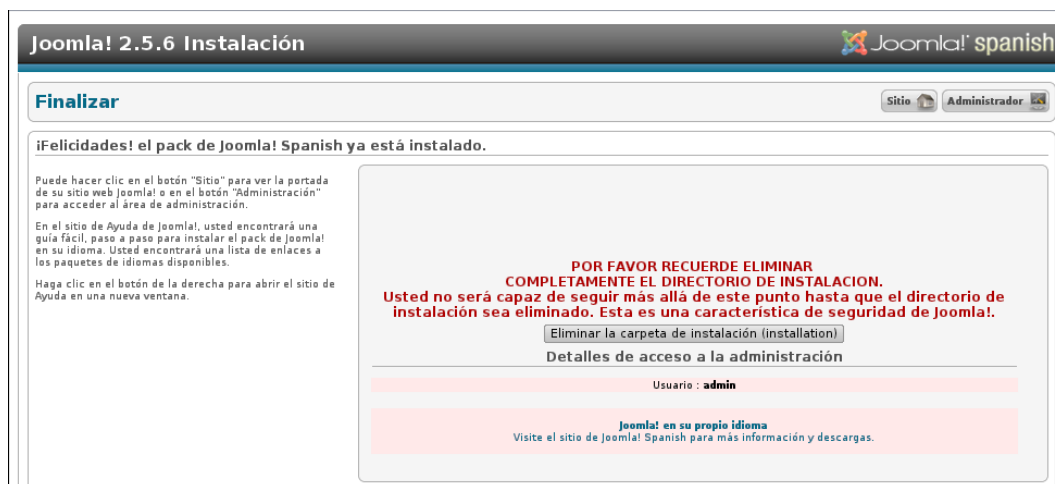 Joomla! 2.5.6 Instalación
Joomla! spanish
Finalizar
Sitio
Administrador
¡Felicidades! el pack de Joomla! Spanish ya está instalado.
Puede hacer clic en el botón "Sitio" para ver la portada
de su sitio web Joomla! o en el botón "Administración"
para acceder al área de administración.
En el sitio de Ayuda de Joomla!, usted encontrará una
guía fácil, paso a paso para instalar el pack de Joomla!
en su idioma. Usted encontrará una lista de enlaces a
los paquetes de idiomas disponibles.
Haga clic en el botón de la derecha para abrir el sitio de
Ayuda en una nueva ventana.
POR FAVOR RECUERDE ELIMINAR
COMPLETAMENTE EL DIRECTORIO DE INSTALACION.
Usted no será capaz de seguir más allá de este punto hasta que el directorio de
instalación sea eliminado. Esta es una característica de seguridad de Joomla!.
Eliminar la carpeta de instalación (installation)
Detalles de acceso a la administración
Usuario : admin
Joomla! en su propio idioma
Visite el sitio de Joomla! Spanish para más información y descargas.